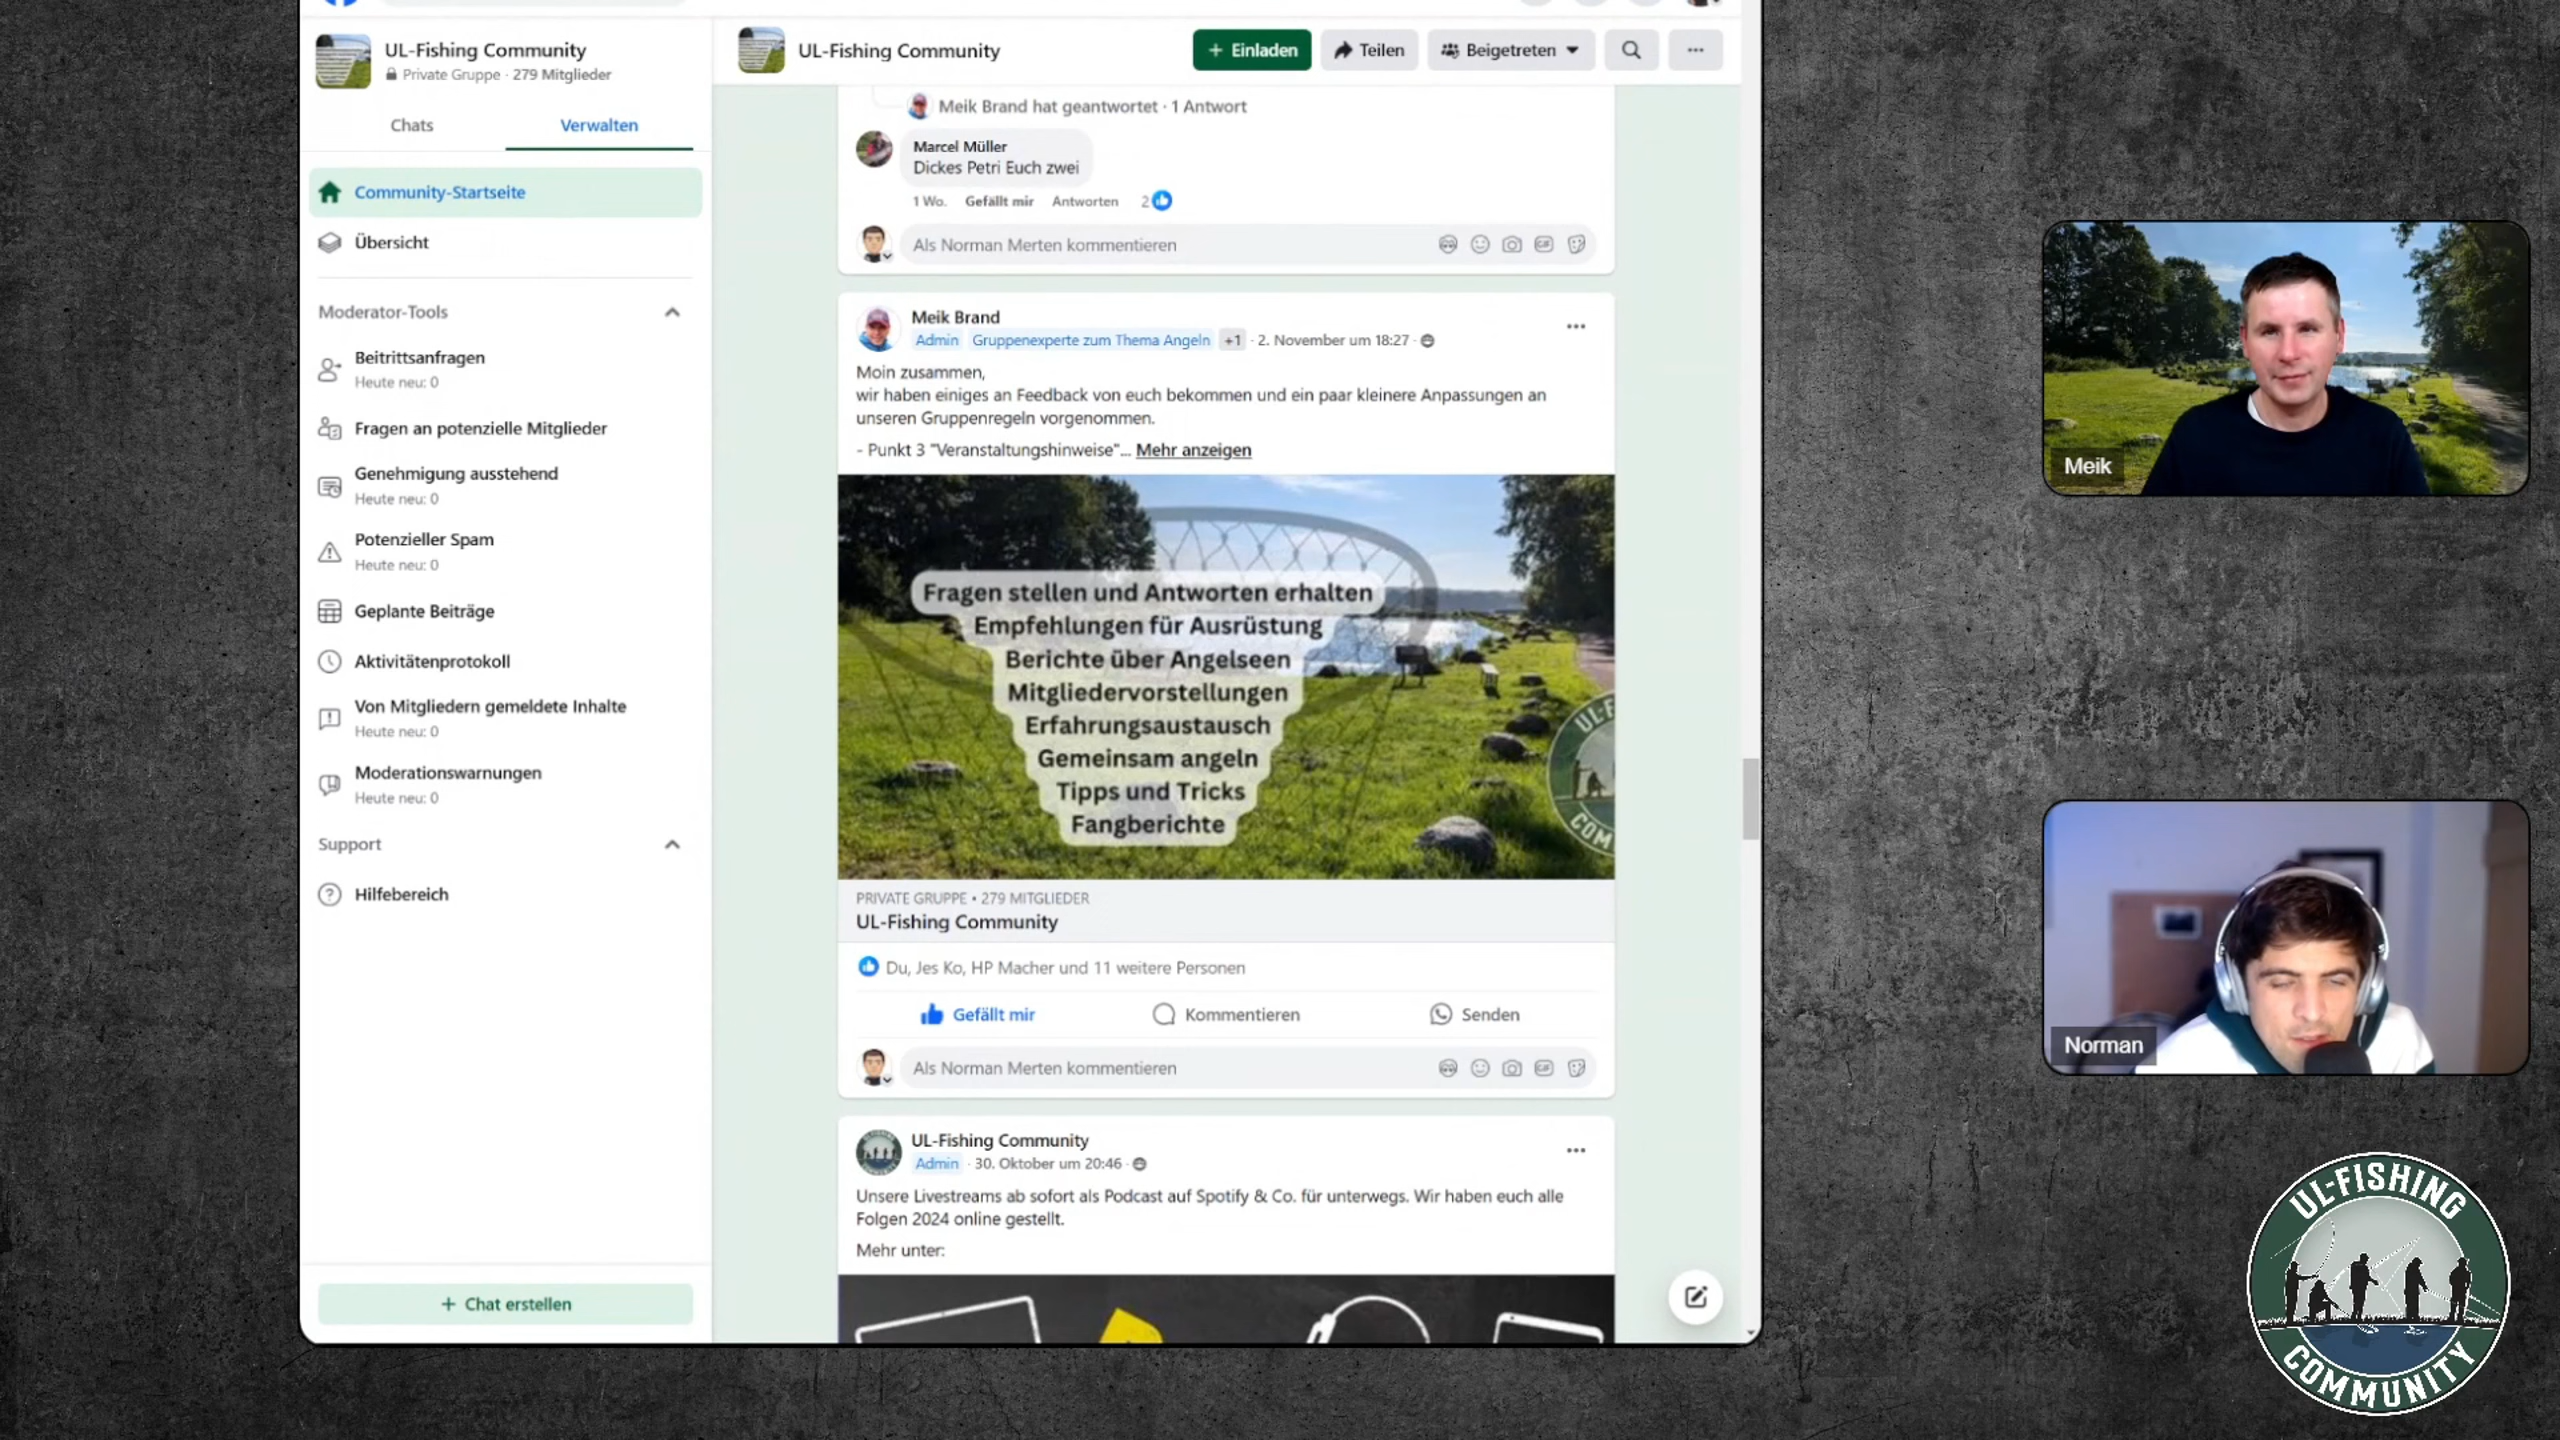 UL-Fishing Community
Private Gruppe · 279 Mitglieder
Chats
Verwalten
Community-Startseite
Übersicht
Moderator-Tools
Beitrittsanfragen
Heute neu: 0
Fragen an potenzielle Mitglieder
Genehmigung ausstehend
Heute neu: 0
Potenzieller Spam
Heute neu: 0
Geplante Beiträge
Aktivitätenprotokoll
Von Mitgliedern gemeldete Inhalte
Heute neu: 0
Moderationswarnungen
Heute neu: 0
Support
Hilfebereich
+ Chat erstellen
UL-Fishing Community
+ Einladen
Teilen
Beigetreten
Meik Brand hat geantwortet · 1 Antwort
Marcel Müller
Dickes Petri Euch zwei
1 Wo. Gefällt mir Antworten 2
Als Norman Merten kommentieren
Meik Brand
Admin Gruppenexperte zum Thema Angeln +1 · 2. November um 18:27 ·
Moin zusammen,
wir haben einiges an Feedback von euch bekommen und ein paar kleinere Anpassungen an
unseren Gruppenregeln vorgenommen.
- Punkt 3 "Veranstaltungshinweise"... Mehr anzeigen
Fragen stellen und Antworten erhalten
Empfehlungen für Ausrüstung
Berichte über Angelseen
Mitgliedervorstellungen
Erfahrungsaustausch
Gemeinsam angeln
Tipps und Tricks
Fangberichte
UL-F
COM
PRIVATE GRUPPE • 279 MITGLIEDER
UL-Fishing Community
Du, Jes Ko, HP Macher und 11 weitere Personen
Gefällt mir
Kommentieren
Senden
Als Norman Merten kommentieren
UL-Fishing Community
Admin · 30. Oktober um 20:46 ·
Unsere Livestreams ab sofort als Podcast auf Spotify & Co. für unterwegs. Wir haben euch alle
Folgen 2024 online gestellt.
Mehr unter:
Meik
Norman
UL-FISHING
COMMUNITY